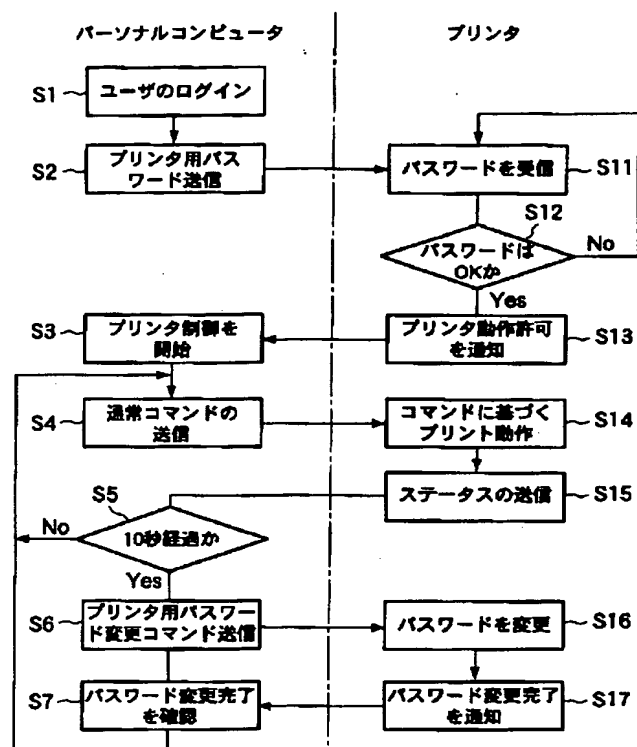 パーソナルコンピュータ
プリンタ
S1
ユーザのログイン
S2
プリンタ用パス
ワード送信
パスワードを受信
S11
S12
パスワードは
OKか
No
Yes
S3
プリンタ制御を
開始
プリンタ動作許可
を通知
S13
S4
通常コマンドの
送信
コマンドに基づく
プリント動作
S14
S5
ステータスの送信
S15
No
10秒経過か
Yes
S6
プリンタ用パスワー
ド変更コマンド送信
パスワードを変更
S16
S7
パスワード変更完了
を確認
パスワード変更完了
を通知
S17